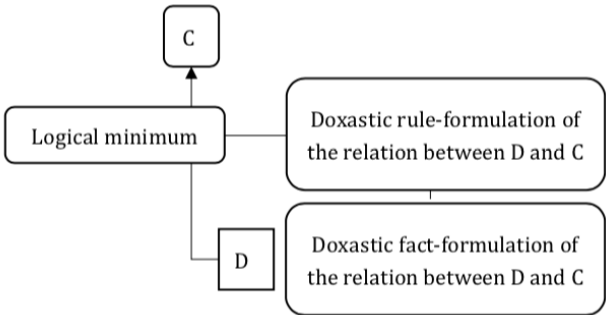 C
Logical minimum
Doxastic rule-formulation of
the relation between D and C
D
Doxastic fact-formulation of
the relation between D and C